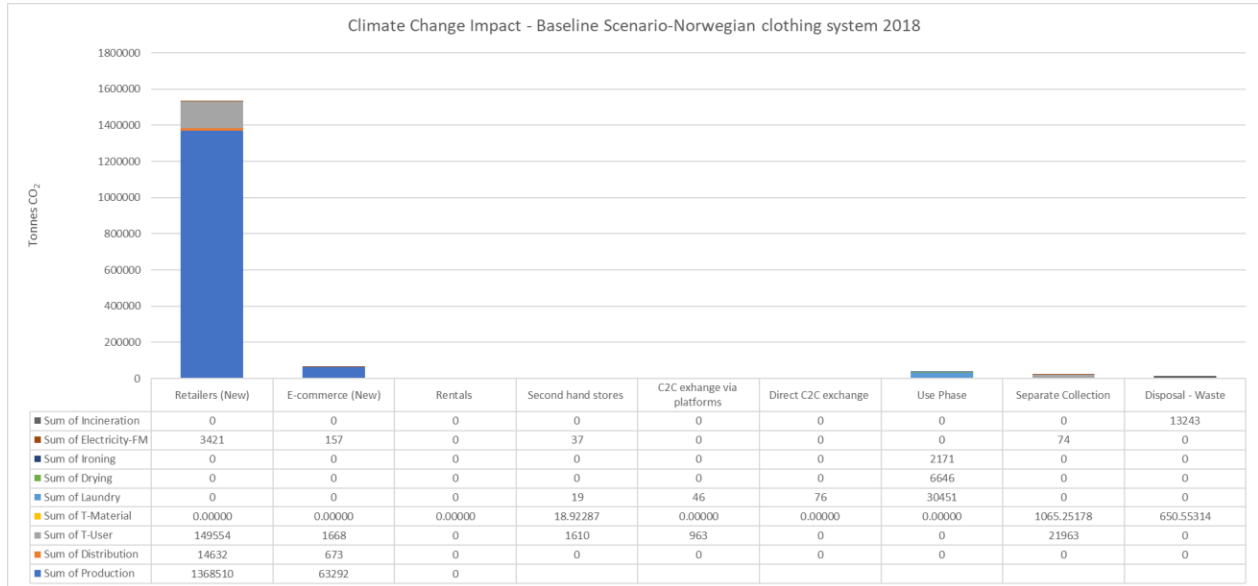 Climate Change Impact - Baseline Scenario-Norwegian clothing system 2018
1800000
1600000
1400000
1200000
1000000
800000
600000
400000
200000
0
Tonnes CO₂
Retailers (New) E-commerce (New) Rentals Second hand stores C2C exhange via platforms Direct C2C exchange Use Phase Separate Collection Disposal - Waste
Sum of Incineration 0 0 0 0 0 0 0 0 13243
Sum of Electricity-FM 3421 157 0 37 0 0 0 74 0
Sum of Ironing 0 0 0 0 0 0 2171 0 0
Sum of Drying 0 0 0 0 0 0 6646 0 0
Sum of Laundry 0 0 0 19 46 76 30451 0 0
Sum of T-Material 0.00000 0.00000 0.00000 18.92287 0.00000 0.00000 0.00000 1065.25178 650.55314
Sum of T-User 149554 1668 0 1610 963 0 0 21963 0
Sum of Distribution 14632 673 0 0 0 0 0 0 0
Sum of Production 1368510 63292 0